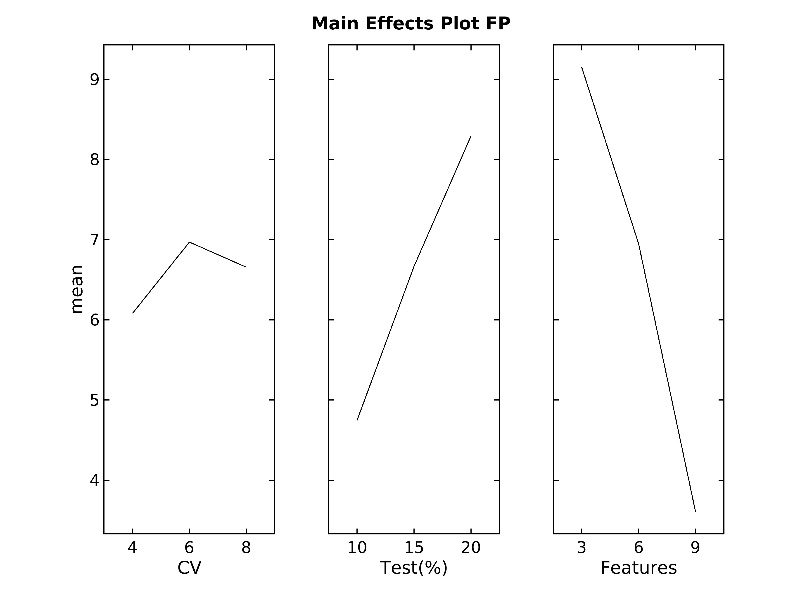 Main Effects Plot FP
mean
9
8
7
6
5
4
4 6 8
CV
10 15 20
Test(%)
3 6 9
Features